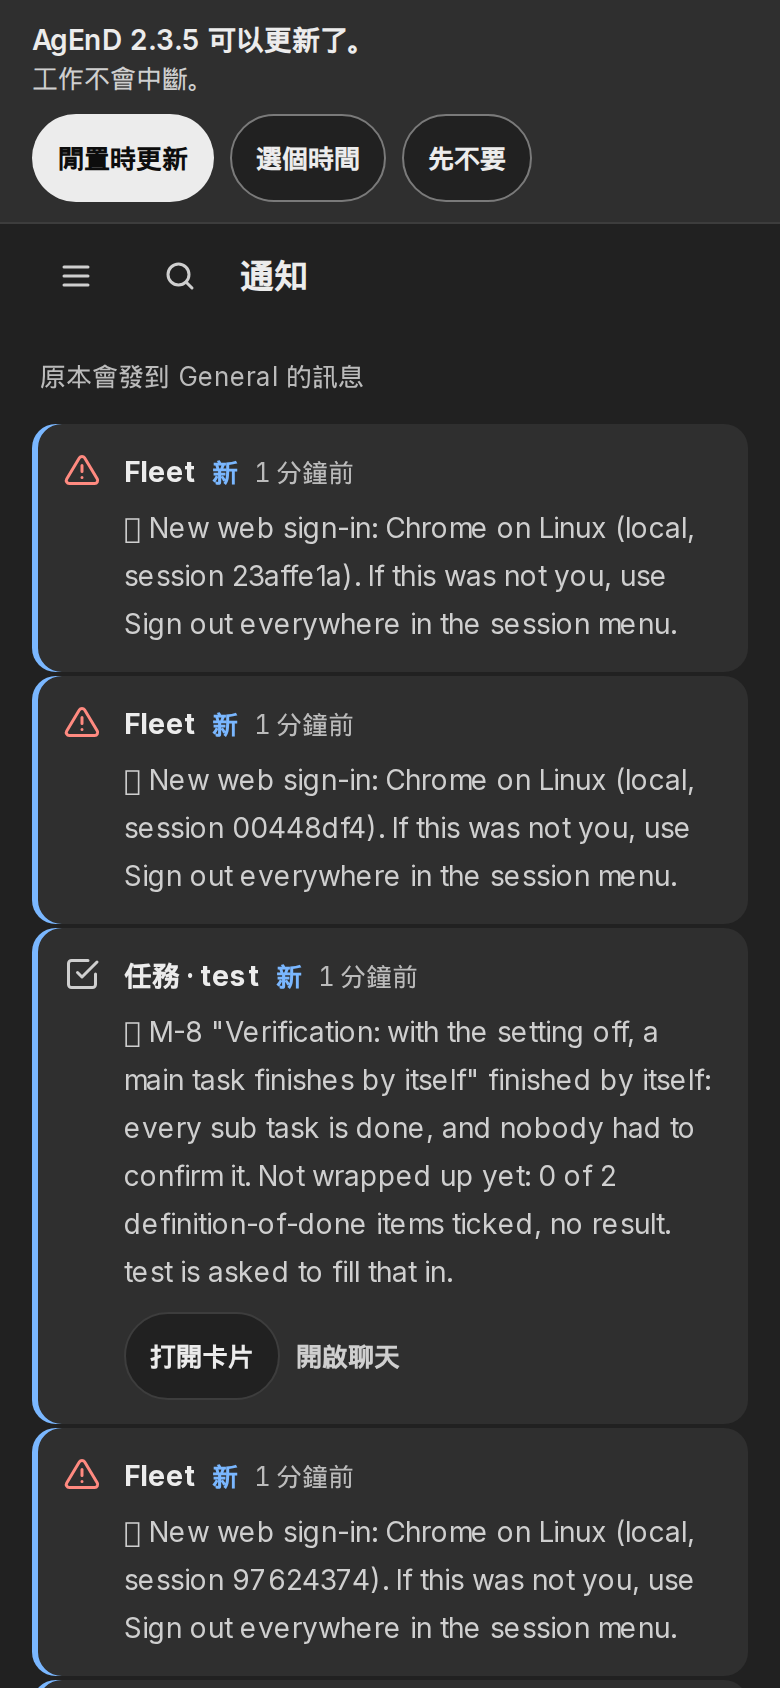 AgEnD 2.3.5 可以更新了。
工作不會中斷。
閒置時更新
選個時間
先不要
通知
原本會發到 General 的訊息
Fleet 新 1 分鐘前
New web sign-in: Chrome on Linux (local,
session 23affe1a). If this was not you, use
Sign out everywhere in the session menu.
Fleet 新 1 分鐘前
New web sign-in: Chrome on Linux (local,
session 00448df4). If this was not you, use
Sign out everywhere in the session menu.
任務 · test 新 1 分鐘前
M-8 "Verification: with the setting off, a
main task finishes by itself" finished by itself:
every sub task is done, and nobody had to
confirm it. Not wrapped up yet: 0 of 2
definition-of-done items ticked, no result.
test is asked to fill that in.
打開卡片
開啟聊天
Fleet 新 1 分鐘前
New web sign-in: Chrome on Linux (local,
session 97624374). If this was not you, use
Sign out everywhere in the session menu.